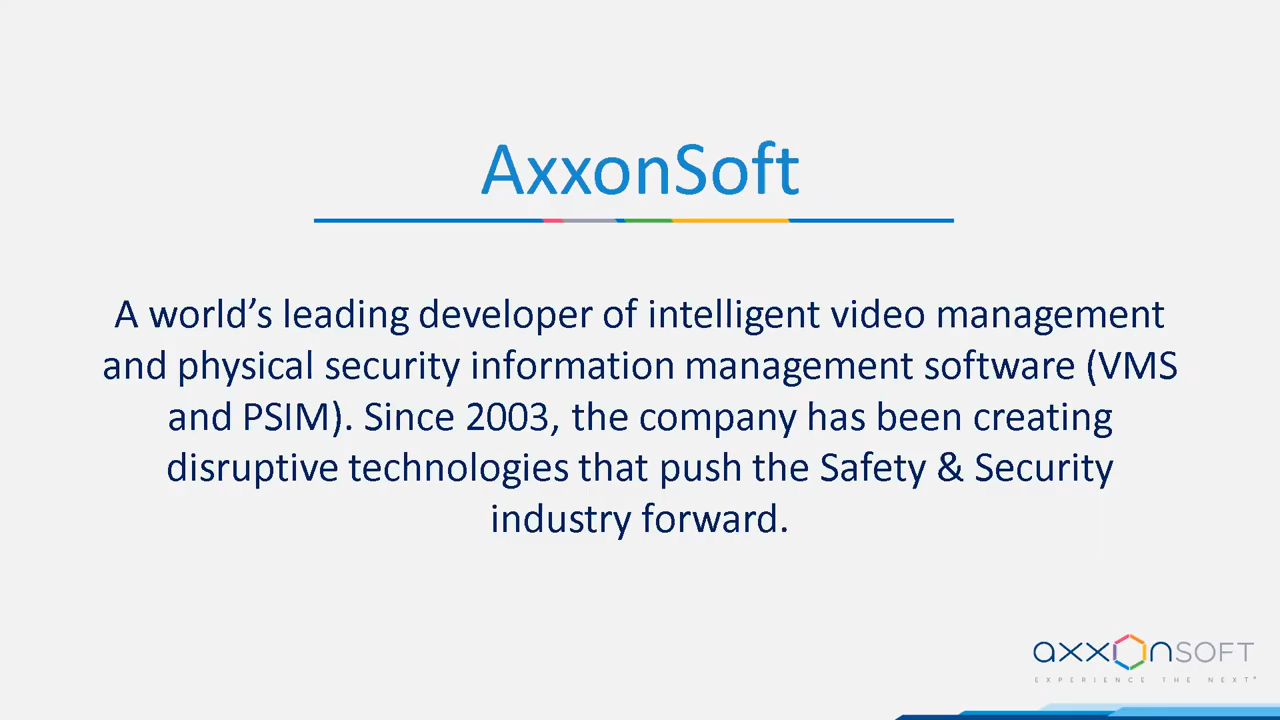 AxxonSoft
A world’s leading developer of intelligent video management
and physical security information management software (VMS
and PSIM). Since 2003, the company has been creating
disruptive technologies that push the Safety & Security
industry forward.
axxonsoft
EXPERIENCE THE NEXT®